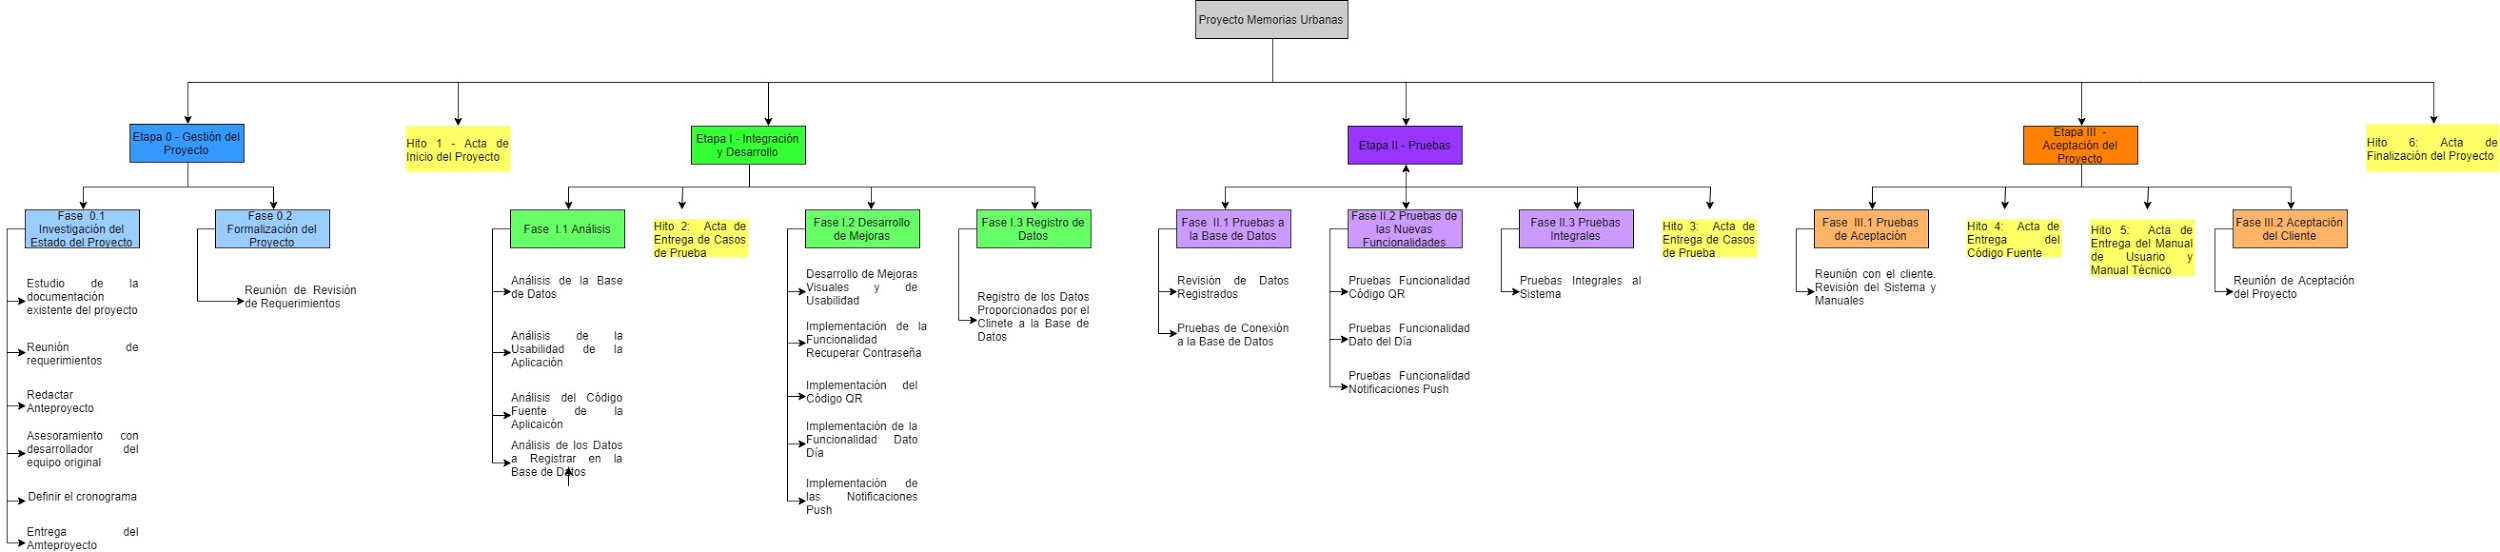 Proyecto Memorias Urbanas
Etapa 0 - Gestión del
Proyecto
Hito 1 - Acta de
Inicio del Proyecto
Etapa I - Integración
y Desarrollo
Etapa II - Pruebas
Etapa III -
Aceptación del
Proyecto
Hito 6: Acta de
Finalización del Proyecto
Fase 0.1
Investigación del
Estado del Proyecto
Estudio de la
documentación
existente del proyecto
Reunión de
requerimientos
Redactar
Anteproyecto
Asesoramiento con
desarrollador del
equipo original
Definir el cronograma
Entrega del
Amteproyecto
Fase 0.2
Formalización del
Proyecto
Reunión de Revisión
de Requerimientos
Fase I.1 Análisis
Análisis de la Base
de Datos
Análisis de la
Usabilidad de la
Aplicación
Análisis del Código
Fuente de la
Aplicaicón
Análisis de los Datos
a Registrar en la
Base de Datos
Hito 2: Acta de
Entrega de Casos
de Prueba
Fase I.2 Desarrollo
de Mejoras
Desarrollo de Mejoras
Visuales y de
Usabilidad
Implementación de la
Funcionalidad
Recuperar Contraseña
Implementación del
Código QR
Implementación de la
Funcionalidad Dato
Día
Implementación de
las Notificaciones
Push
Fase I.3 Registro de
Datos
Registro de los Datos
Proporcionados por el
Clinete a la Base de
Datos
Fase II.1 Pruebas a
la Base de Datos
Revisión de Datos
Registrados
Pruebas de Conexión
a la Base de Datos
Fase II.2 Pruebas de
las Nuevas
Funcionalidades
Pruebas Funcionalidad
Código QR
Pruebas Funcionalidad
Dato del Día
Pruebas Funcionalidad
Notificaciones Push
Fase II.3 Pruebas
Integrales
Pruebas Integrales al
Sistema
Hito 3: Acta de
Entrega de Casos
de Prueba
Fase III.1 Pruebas
de Aceptación
Reunión con el cliente.
Revisión del Sistema y
Manuales
Hito 4: Acta de
Entrega del
Código Fuente
Hito 5: Acta de
Entrega del Manual
de Usuario y
Manual Técnico
Fase III.2 Aceptación
del Cliente
Reunión de Aceptación
del Proyecto